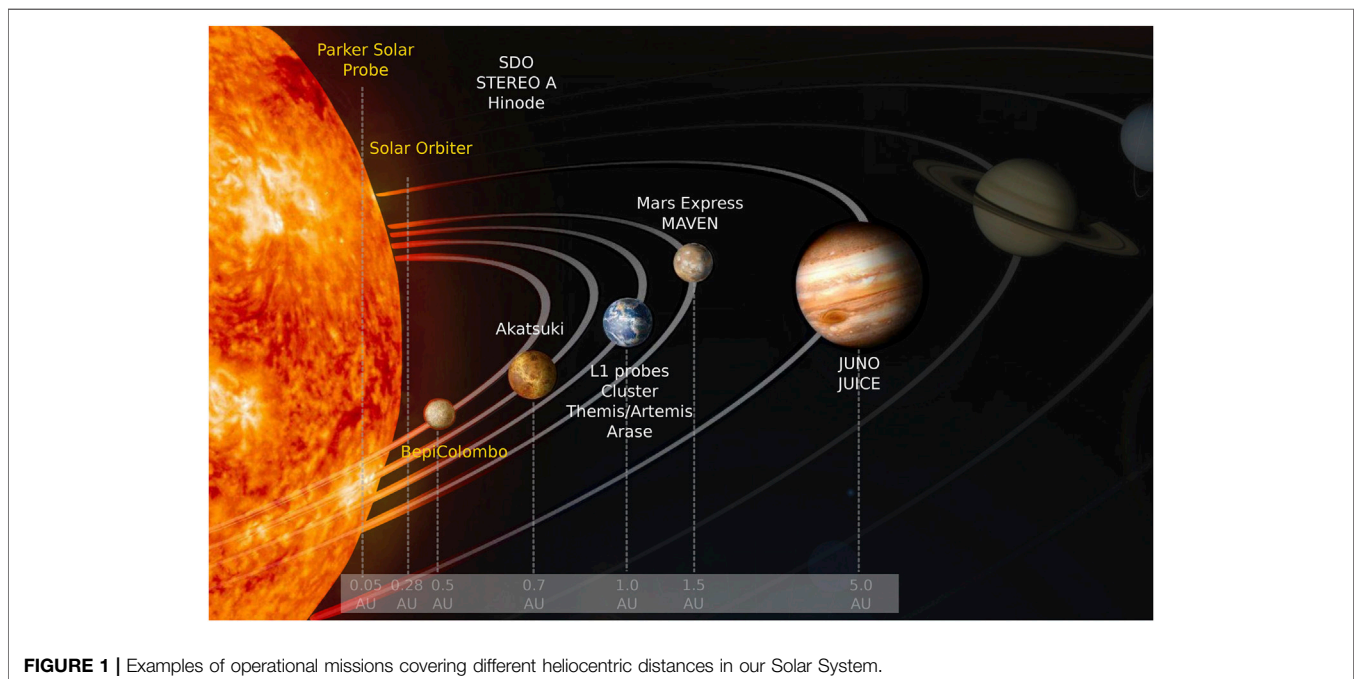 Parker Solar
Probe
SDO
STEREO A
Hinode
Solar Orbiter
Mars Express
MAVEN
Akatsuki
JUNO
JUICE
L1 probes
Cluster
Themis/Artemis
Arase
BepiColombo
0.05 0.28 0.5 0.7 1.0 1.5 5.0
AU AU AU AU AU AU AU
FIGURE 1 | Examples of operational missions covering different heliocentric distances in our Solar System.